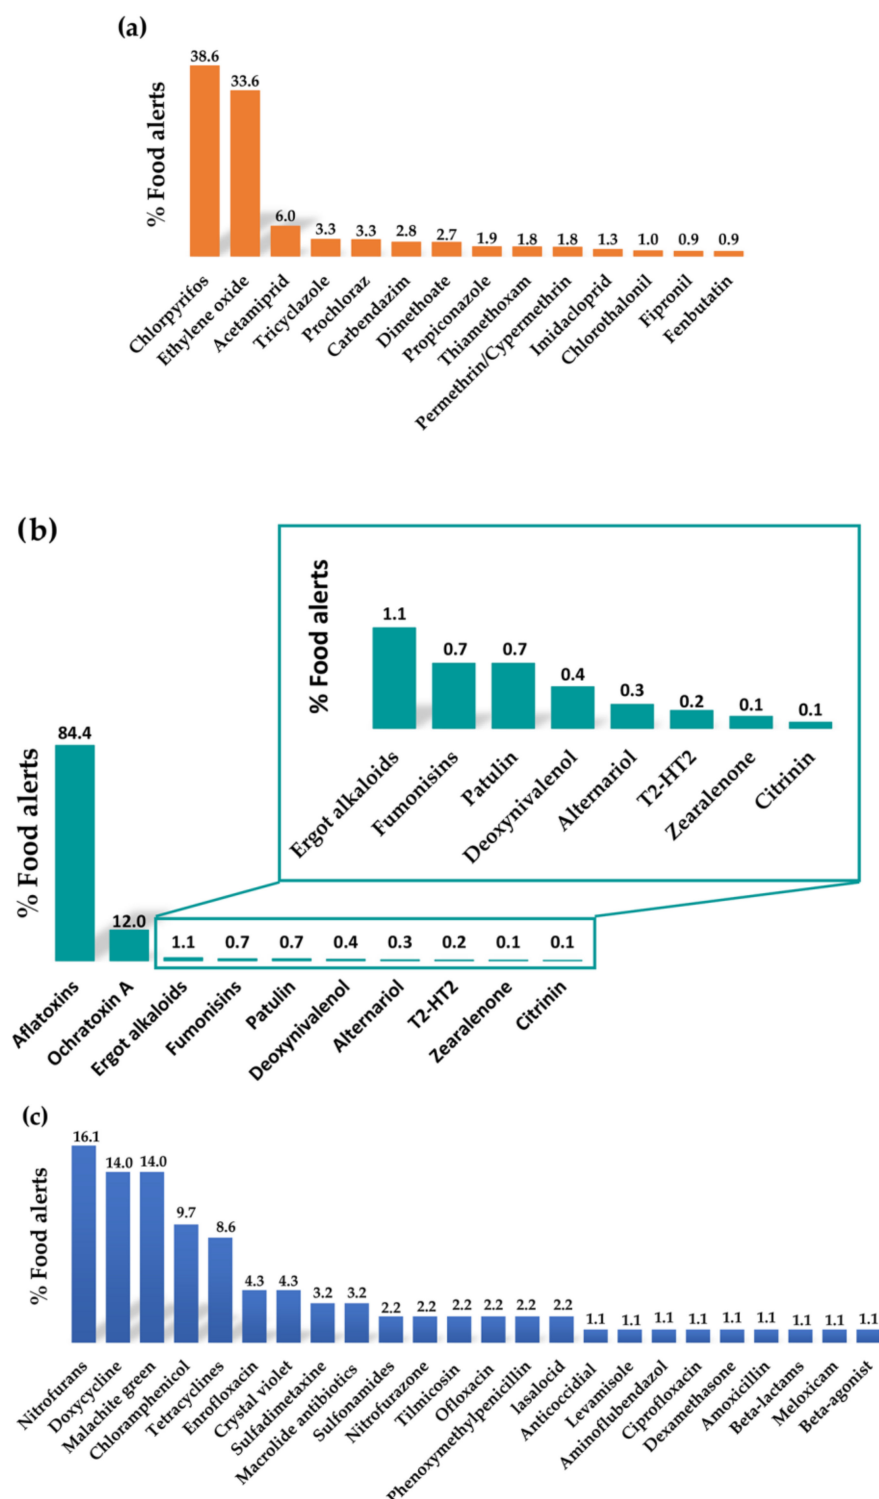 (a)
% Food alerts
38.6
33.6
6.0
3.3
3.3
2.8
2.7
1.9
1.8
1.8
1.3
1.0
0.9
0.9
Chlorpyrifos
Ethylene oxide
Acetamiprid
Tricyclazole
Prochloraz
Carbendazim
Dimethoate
Propiconazole
Thiamethoxam
Permethrin/Cypermethrin
Imidacloprid
Chlorothalonil
Fipronil
Fenbutatin
(b)
% Food alerts
1.1
0.7
0.7
0.4
0.3
0.2
0.1
0.1
Ergot alkaloids
Fumonisins
Patulin
Deoxynivalenol
Alternariol
T2-HT2
Zearalenone
Citrinin
% Food alerts
84.4
12.0
1.1
0.7
0.7
0.4
0.3
0.2
0.1
0.1
Aflatoxins
Ochratoxin A
Ergot alkaloids
Fumonisins
Patulin
Deoxynivalenol
Alternariol
T2-HT2
Zearalenone
Citrinin
(c)
% Food alerts
16.1
14.0
14.0
9.7
8.6
4.3
4.3
3.2
3.2
2.2
2.2
2.2
2.2
2.2
2.2
1.1
1.1
1.1
1.1
1.1
1.1
1.1
1.1
1.1
Nitrofurans
Doxycycline
Malachite green
Chloramphenicol
Tetracyclines
Enrofloxacin
Crystal violet
Sulfadimetaxine
Macrolide antibiotics
Sulfonamides
Nitrofurazone
Tilmicosin
Ofloxacin
Phenoxymethylpenicillin
lasalocid
Anticoccidial
Levamisole
Aminoflubendazol
Ciprofloxacin
Dexamethasone
Amoxicillin
Beta-lactams
Meloxicam
Beta-agonist